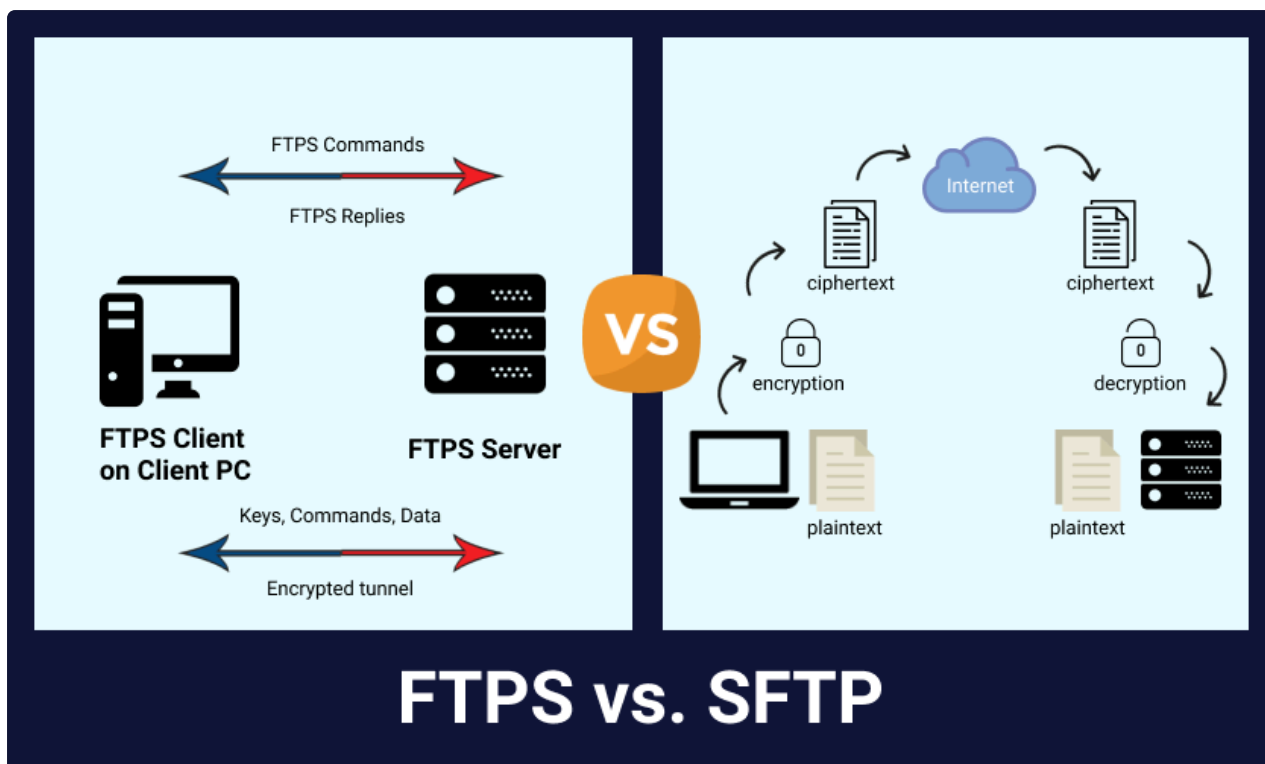 FTPS Commands
FTPS Replies
FTPS Client
on Client PC
FTPS Server
Keys, Commands, Data
Encrypted tunnel
VS
Internet
ciphertext
ciphertext
0
encryption
0
decryption
plaintext
plaintext
FTPS vs. SFTP